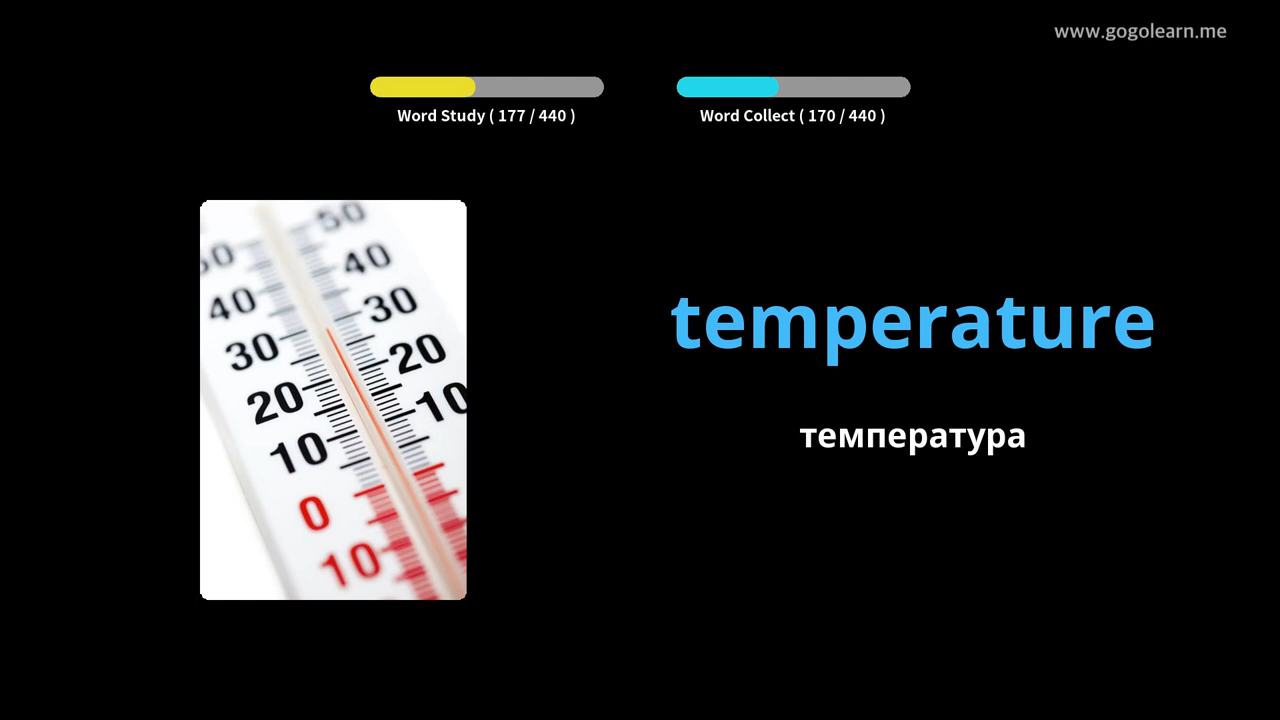 www.gogolearn.me
Word Study ( 177 / 440 )
Word Collect ( 170 / 440 )
50
40
40
30
30
20
20
10
10
0
10
temperature
температура